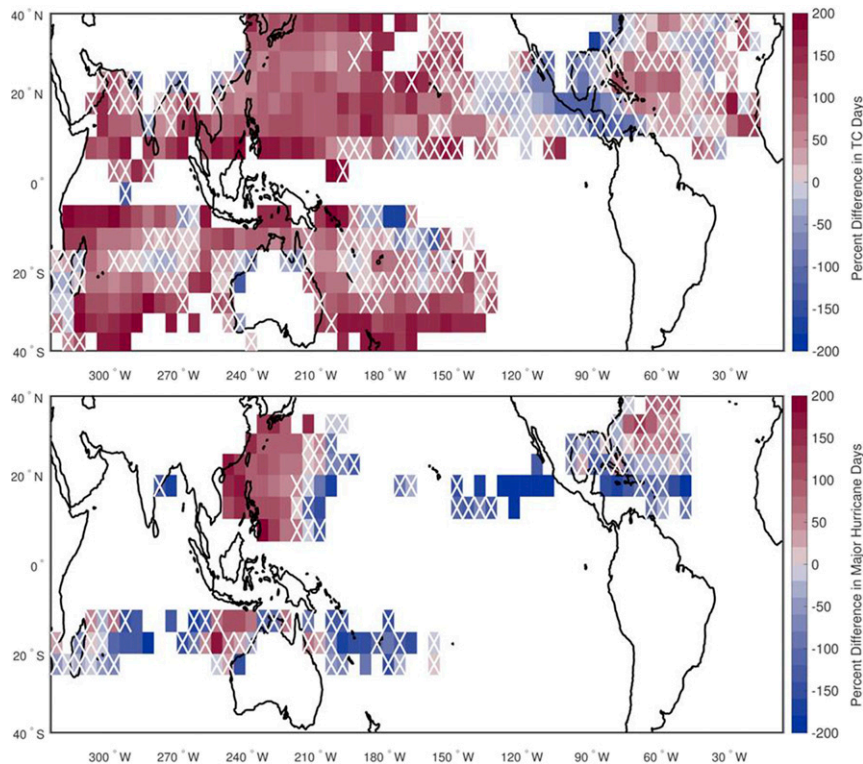 40° N
20° N
0°
20° S
40° S
300° W 270° W 240° W 210° W 180° W 150° W 120° W 90° W 60° W 30° W
200
150
100
50
0
-50
-100
-150
-200
Percent Difference in TC Days
40° N
20° N
0°
20° S
40° S
300° W 270° W 240° W 210° W 180° W 150° W 120° W 90° W 60° W 30° W
200
150
100
50
0
-50
-100
-150
-200
Percent Difference in Major Hurricane Days